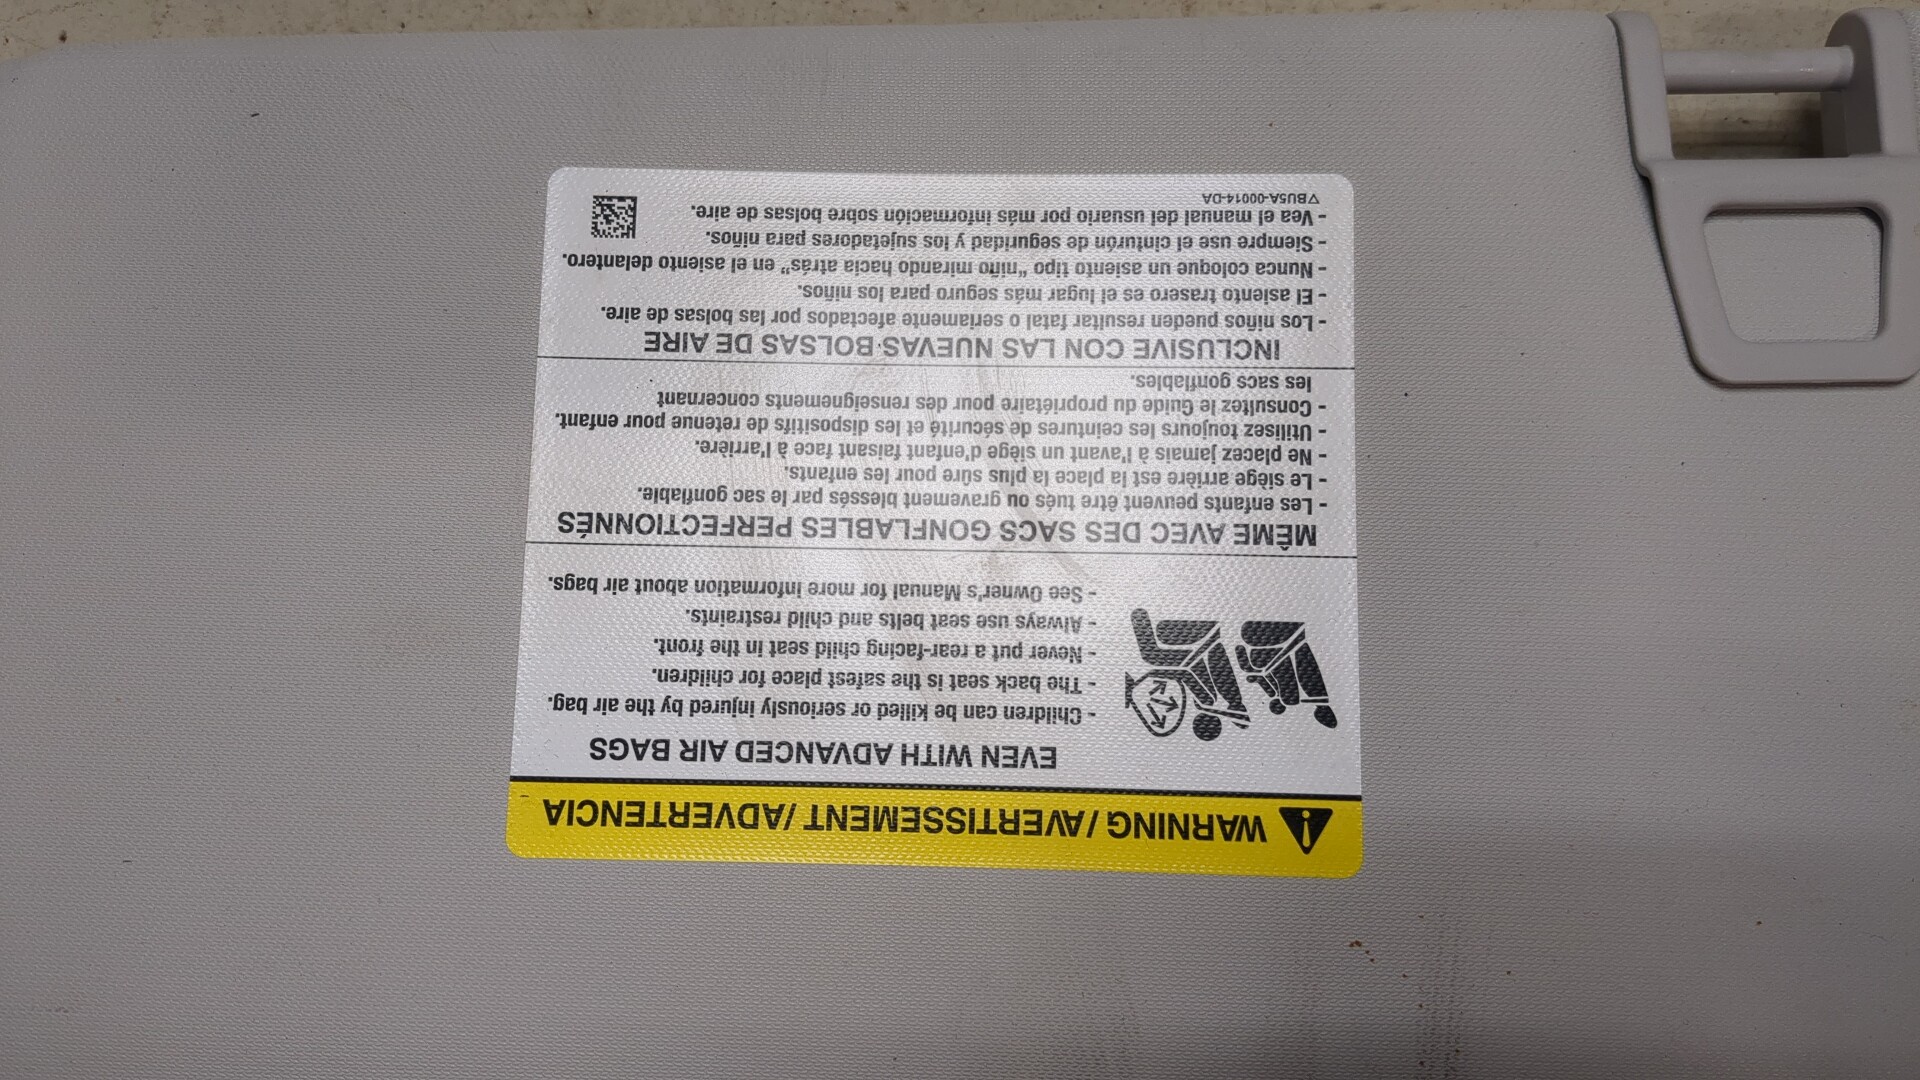 WARNING / AVERTISSEMENT / ADVERTENCIA
EVEN WITH ADVANCED AIR BAGS
- Children can be killed or seriously injured by the air bag.
- The back seat is the safest place for children.
- Never put a rear-facing child seat in the front.
- Always use seat belts and child restraints.
- See Owner's Manual for more information about air bags.
MÊME AVEC DES SACS GONFLABLES PERFECTIONNÉS
- Les enfants peuvent être tués ou gravement blessés par le sac gonflable.
- Le siège arrière est la place la plus sûre pour les enfants.
- Ne placez jamais à l'avant un siège d'enfant faisant face à l'arrière.
- Utilisez toujours les ceintures de sécurité et les dispositifs de retenue pour enfant.
- Consultez le Guide du propriétaire pour des renseignements concernant
les sacs gonflables.
INCLUSIVE CON LAS NUEVAS BOLSAS DE AIRE
- Los niños pueden resultar fatal o seriamente afectados por las bolsas de aire.
- El asiento trasero es el lugar más seguro para los niños.
- Nunca coloque un asiento tipo "niño mirando hacia atrás" en el asiento delantero.
- Siempre use el cinturón de seguridad y los sujetadores para niños.
- Vea el manual del usuario por más información sobre bolsas de aire.
▽BU5A-00014-DA